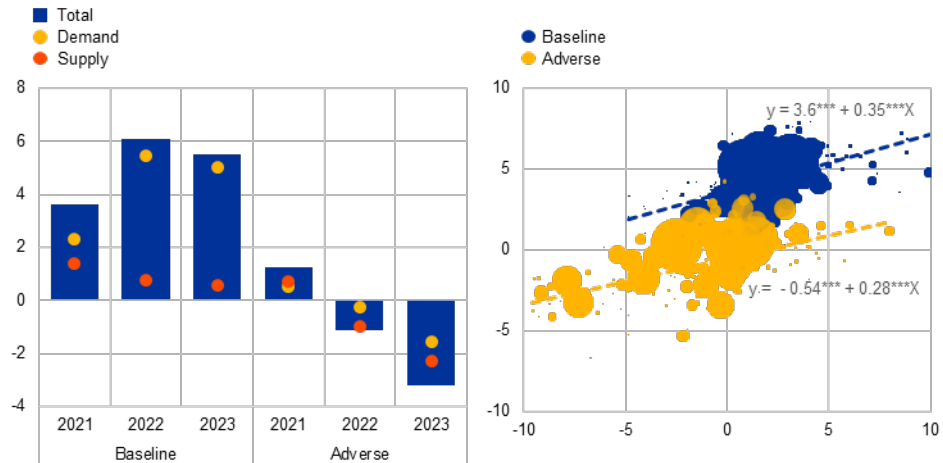 Total
Demand
Supply
8
6
4
2
0
-2
-4
2021 2022 2023 2021 2022 2023
Baseline Adverse
Baseline
Adverse
10
5
0
-5
-10
-10 -5 0 5 10
y = 3.6*** + 0.35***X
y = - 0.54*** + 0.28***X